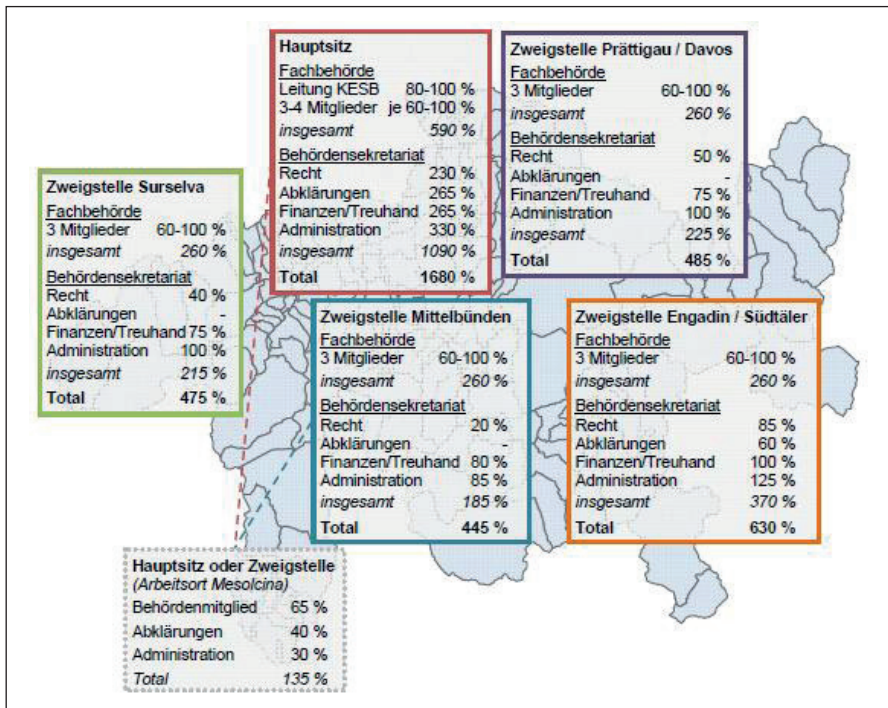 Hauptsitz
Fachbehörde
Leitung KESB 80-100 %
3-4 Mitglieder je 60-100 %
insgesamt 590 %
Behördensekretariat
Recht 230 %
Abklärungen 265 %
Finanzen/Treuhand 265 %
Administration 330 %
insgesamt 1090 %
Total 1680 %
Zweigstelle Prättigau / Davos
Fachbehörde
3 Mitglieder 60-100 %
insgesamt 260 %
Behördensekretariat
Recht 50 %
Abklärungen -
Finanzen/Treuhand 75 %
Administration 100 %
insgesamt 225 %
Total 485 %
Zweigstelle Surselva
Fachbehörde
3 Mitglieder 60-100 %
insgesamt 260 %
Behördensekretariat
Recht 40 %
Abklärungen -
Finanzen/Treuhand 75 %
Administration 100 %
insgesamt 215 %
Total 475 %
Zweigstelle Mittelbünden
Fachbehörde
3 Mitglieder 60-100 %
insgesamt 260 %
Behördensekretariat
Recht 20 %
Abklärungen -
Finanzen/Treuhand 80 %
Administration 85 %
insgesamt 185 %
Total 445 %
Zweigstelle Engadin / Südtäler
Fachbehörde
3 Mitglieder 60-100 %
insgesamt 260 %
Behördensekretariat
Recht 85 %
Abklärungen 60 %
Finanzen/Treuhand 100 %
Administration 125 %
insgesamt 370 %
Total 630 %
Hauptsitz oder Zweigstelle
(Arbeitsort Mesolcina)
Behördenmitglied 65 %
Abklärungen 40 %
Administration 30 %
Total 135 %